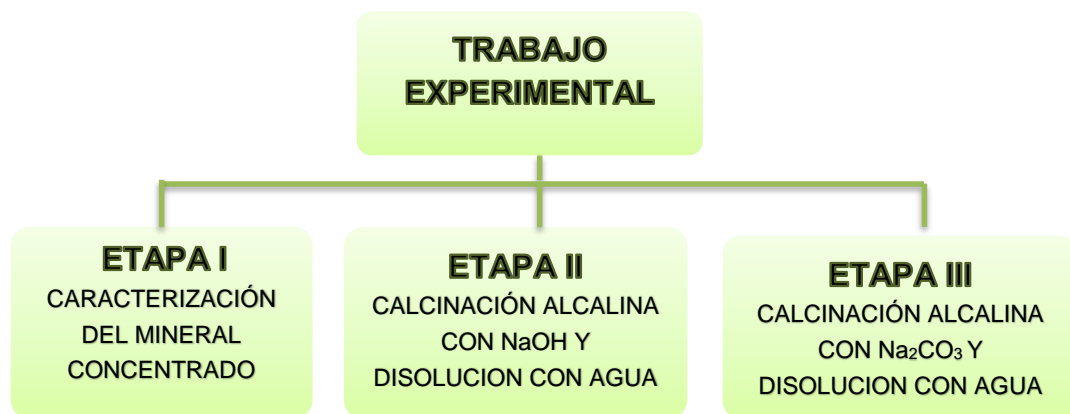 TRABAJO
EXPERIMENTAL
ETAPA I
CARACTERIZACIÓN
DEL MINERAL
CONCENTRADO
ETAPA II
CALCINACIÓN ALCALINA
CON NaOH Y
DISOLUCION CON AGUA
ETAPA III
CALCINACIÓN ALCALINA
CON Na₂CO₃ Y
DISOLUCION CON AGUA